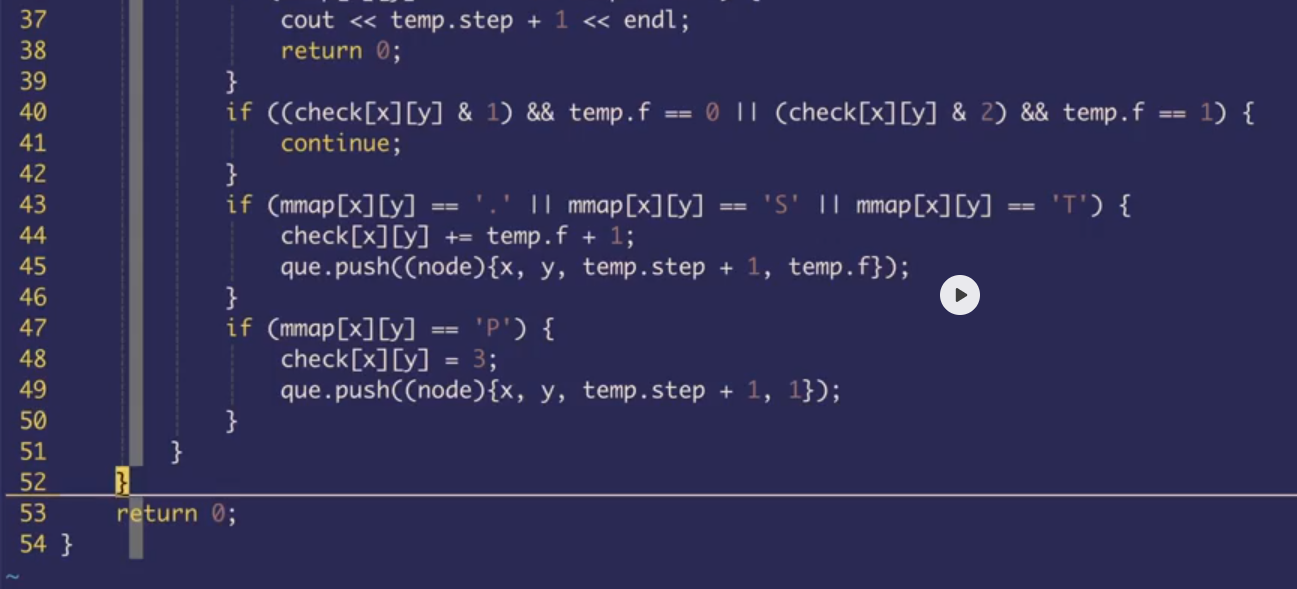 37 cout << temp.step + 1 << endl;
38 return 0;
39 }
40 if ((check[x][y] & 1) && temp.f == 0 || (check[x][y] & 2) && temp.f == 1) {
41 continue;
42 }
43 if (mmap[x][y] == '.' || mmap[x][y] == 'S' || mmap[x][y] == 'T') {
44 check[x][y] += temp.f + 1;
45 que.push((node){x, y, temp.step + 1, temp.f});
46 }
47 if (mmap[x][y] == 'P') {
48 check[x][y] = 3;
49 que.push((node){x, y, temp.step + 1, 1});
50 }
51 }
52 }
53 return 0;
54 }
~